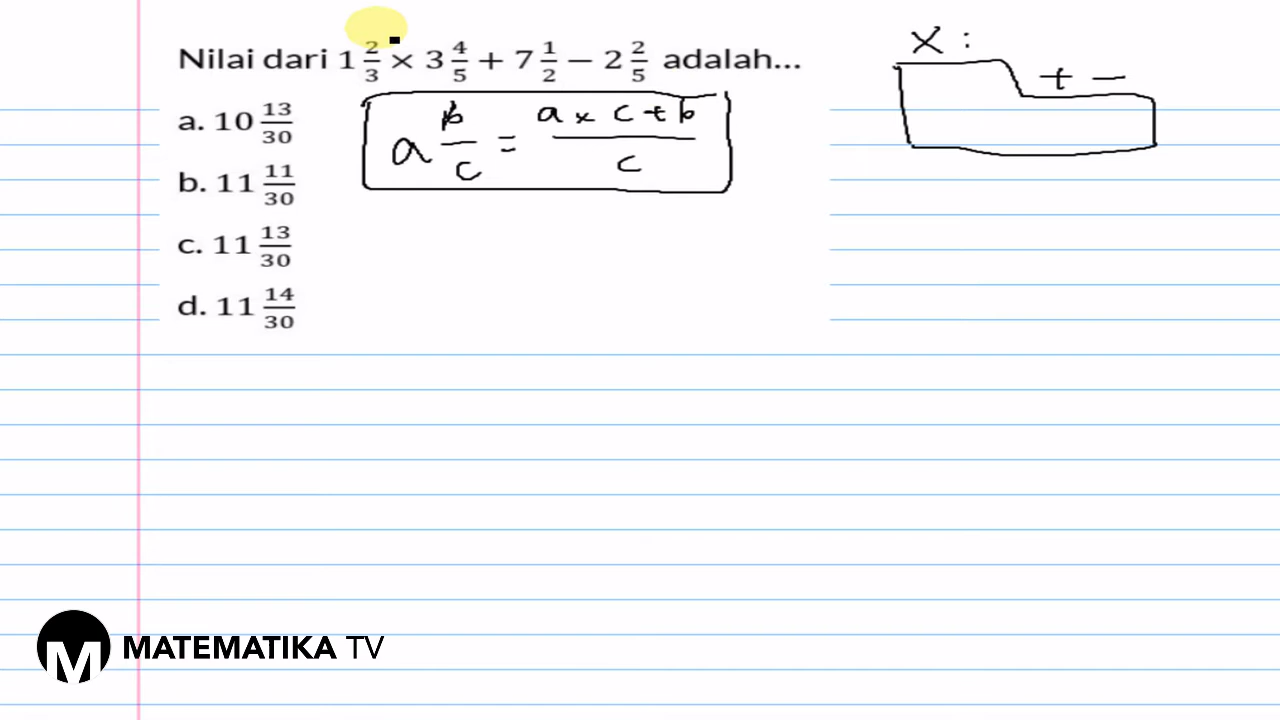 Nilai dari 1 2/3 × 3 4/5 + 7 1/2 − 2 2/5 adalah...
a. 10 13/30
b. 11 11/30
c. 11 13/30
d. 11 14/30
a b/c = a x c + b / c
x :
+ −
MATEMATIKA TV